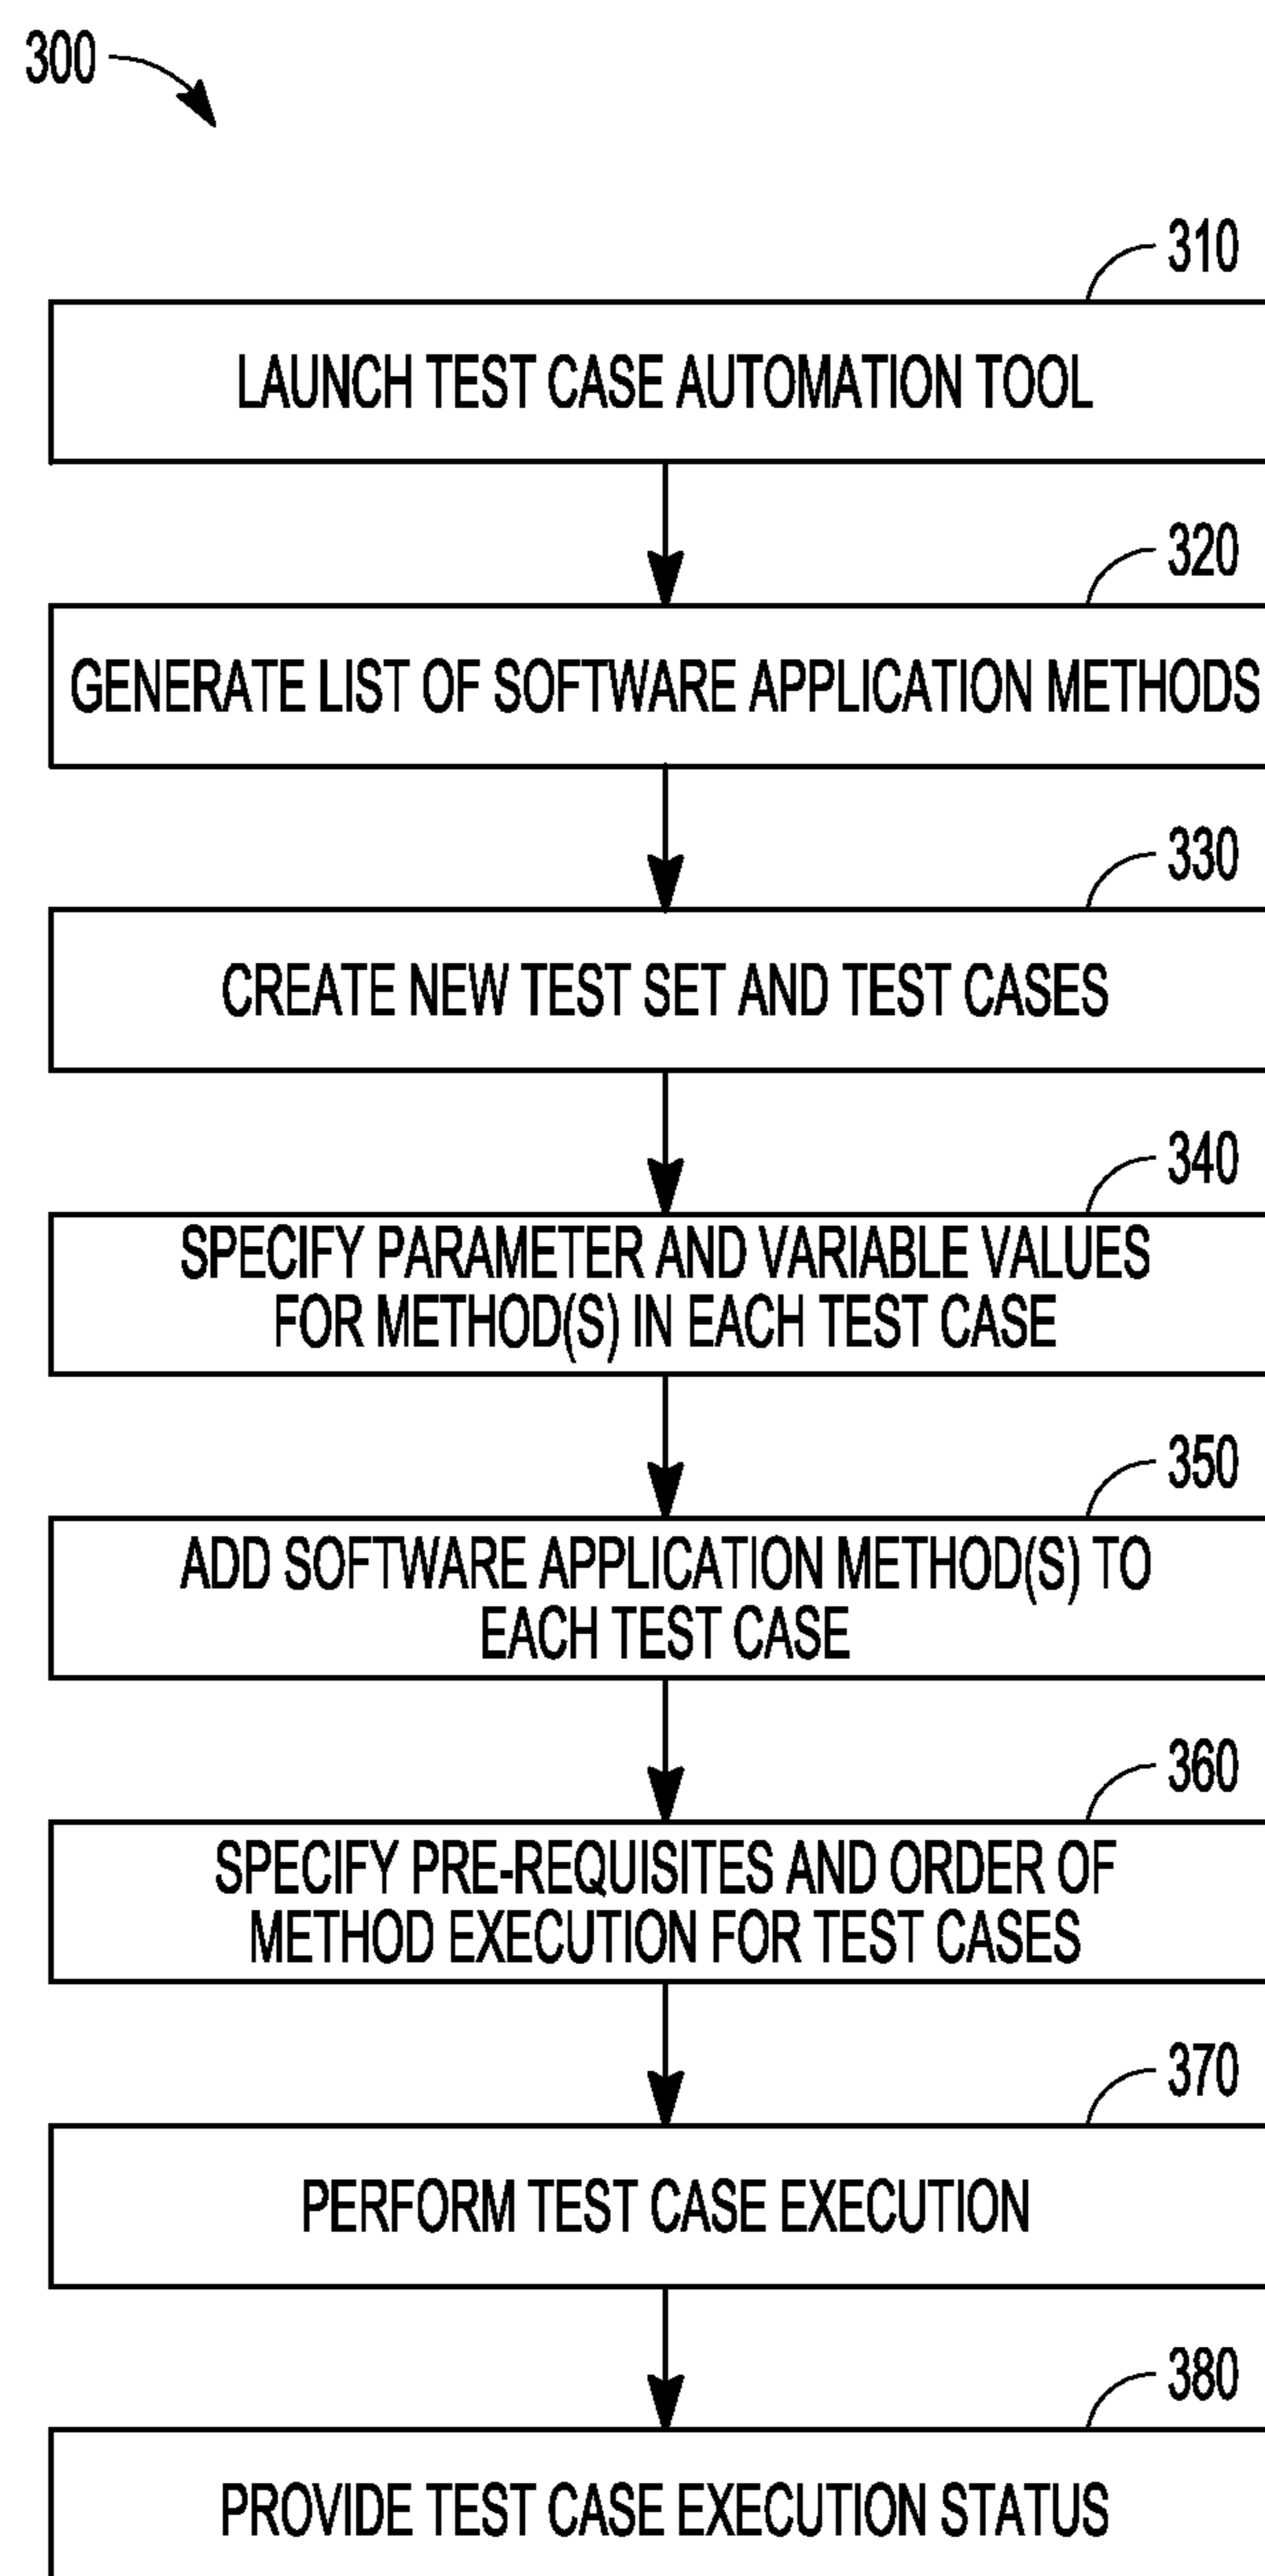 300
310
LAUNCH TEST CASE AUTOMATION TOOL
320
GENERATE LIST OF SOFTWARE APPLICATION METHODS
330
CREATE NEW TEST SET AND TEST CASES
340
SPECIFY PARAMETER AND VARIABLE VALUES
FOR METHOD(S) IN EACH TEST CASE
350
ADD SOFTWARE APPLICATION METHOD(S) TO
EACH TEST CASE
360
SPECIFY PRE-REQUISITES AND ORDER OF
METHOD EXECUTION FOR TEST CASES
370
PERFORM TEST CASE EXECUTION
380
PROVIDE TEST CASE EXECUTION STATUS